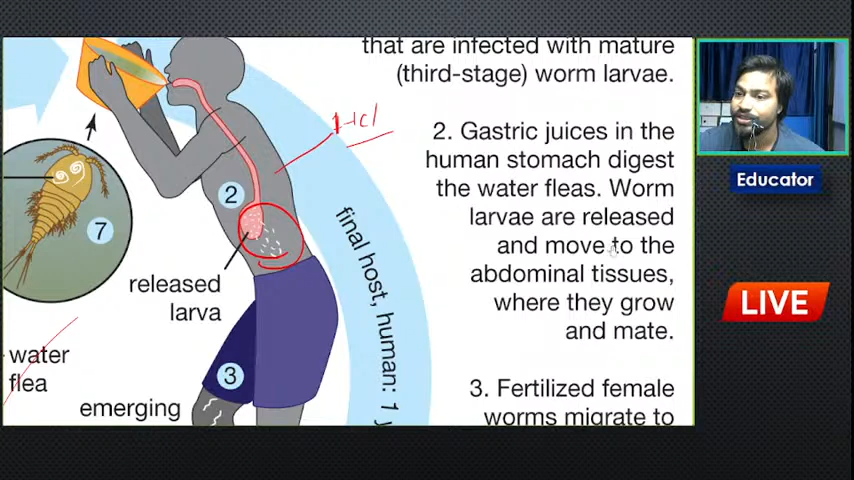 that are infected with mature
(third-stage) worm larvae.
2. Gastric juices in the
human stomach digest
the water fleas. Worm
larvae are released
and move to the
abdominal tissues,
where they grow
and mate.
3. Fertilized female
worms migrate to
HCl
2
7
released
larva
final host, human: 1 y
water
flea
3
emerging
Educator
LIVE